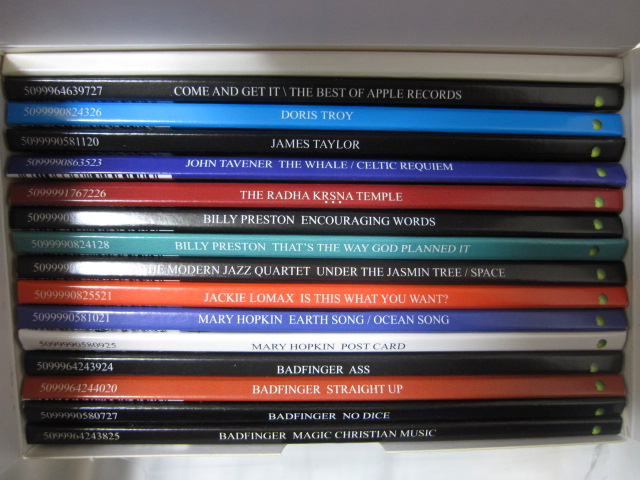 5099964639727 COME AND GET IT \ THE BEST OF APPLE RECORDS
5099990824326 DORIS TROY
5099990581120 JAMES TAYLOR
5099990863523 JOHN TAVENER THE WHALE / CELTIC REQUIEM
5099991767226 THE RADHA KRSNA TEMPLE
BILLY PRESTON ENCOURAGING WORDS
5099990824128 BILLY PRESTON THAT'S THE WAY GOD PLANNED IT
MODERN JAZZ QUARTET UNDER THE JASMIN TREE / SPACE
5099990825521 JACKIE LOMAX IS THIS WHAT YOU WANT?
5099990581021 MARY HOPKIN EARTH SONG / OCEAN SONG
5099990580925 MARY HOPKIN POST CARD
5099964243924 BADFINGER ASS
5099964244020 BADFINGER STRAIGHT UP
5099990580727 BADFINGER NO DICE
5099964243825 BADFINGER MAGIC CHRISTIAN MUSIC